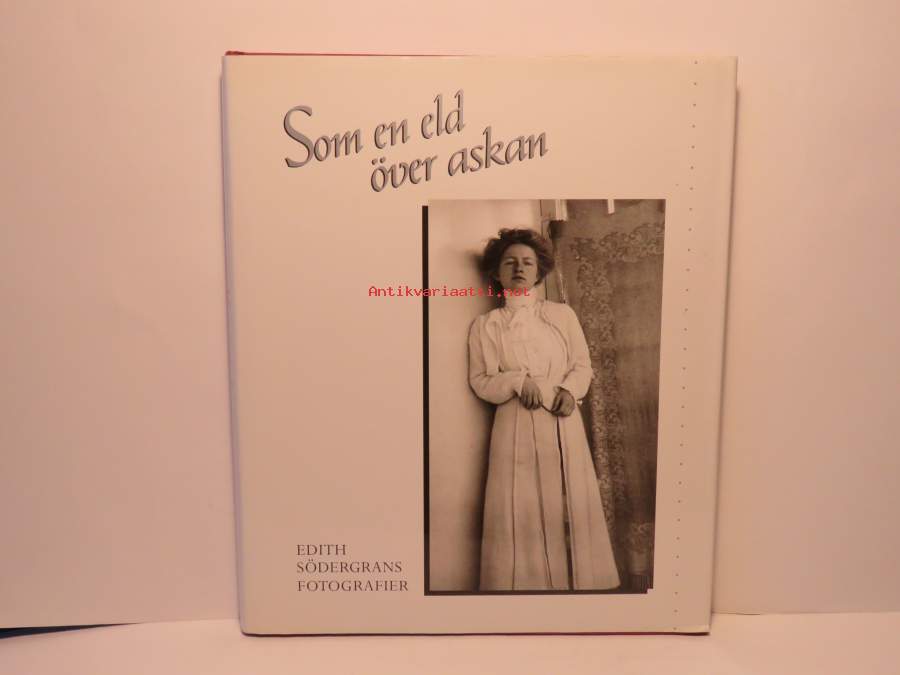 Som en eld
över askan
Antikvariaatti.net
EDITH
SÖDERGRANS
FOTOGRAFIER